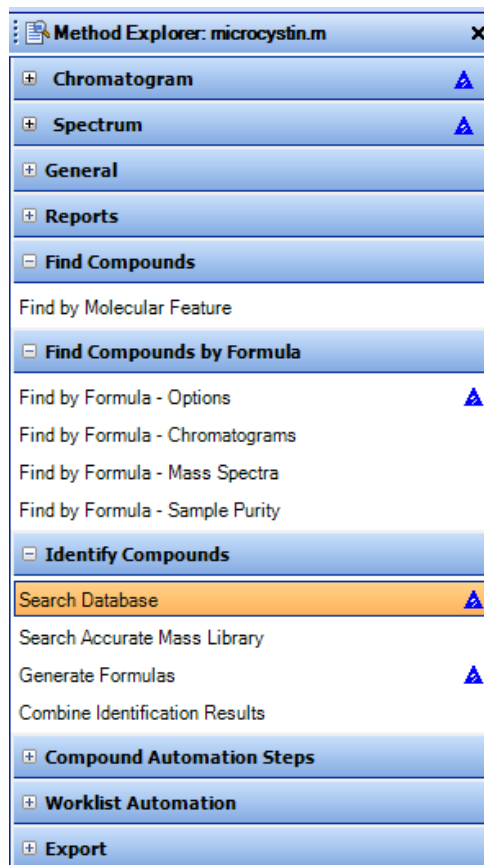 Method Explorer: microcystin.m
Chromatogram
Spectrum
General
Reports
Find Compounds
Find by Molecular Feature
Find Compounds by Formula
Find by Formula - Options
Find by Formula - Chromatograms
Find by Formula - Mass Spectra
Find by Formula - Sample Purity
Identify Compounds
Search Database
Search Accurate Mass Library
Generate Formulas
Combine Identification Results
Compound Automation Steps
Worklist Automation
Export